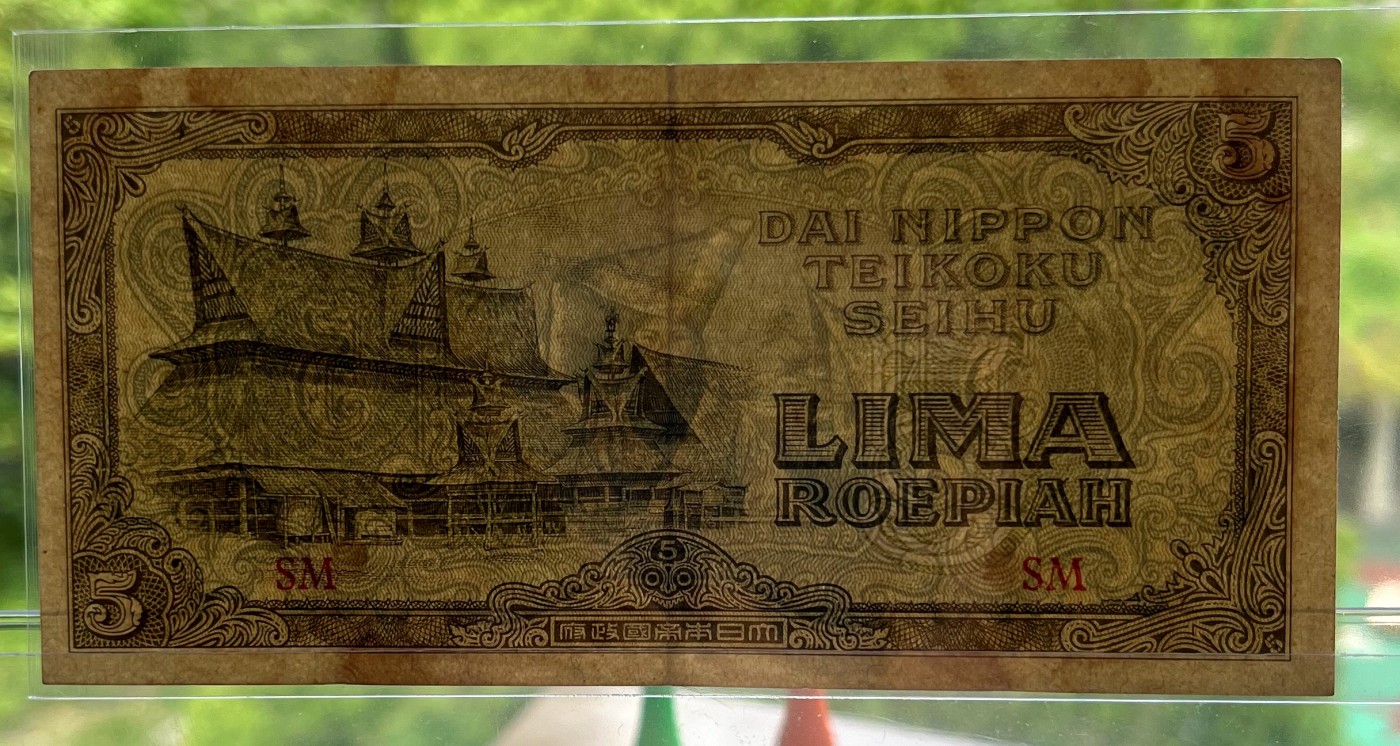 5
DAI NIPPON
TEIKOKU
SEIHU
LIMA
ROEPIAH
SM SM
5
5
府政國帝本日大